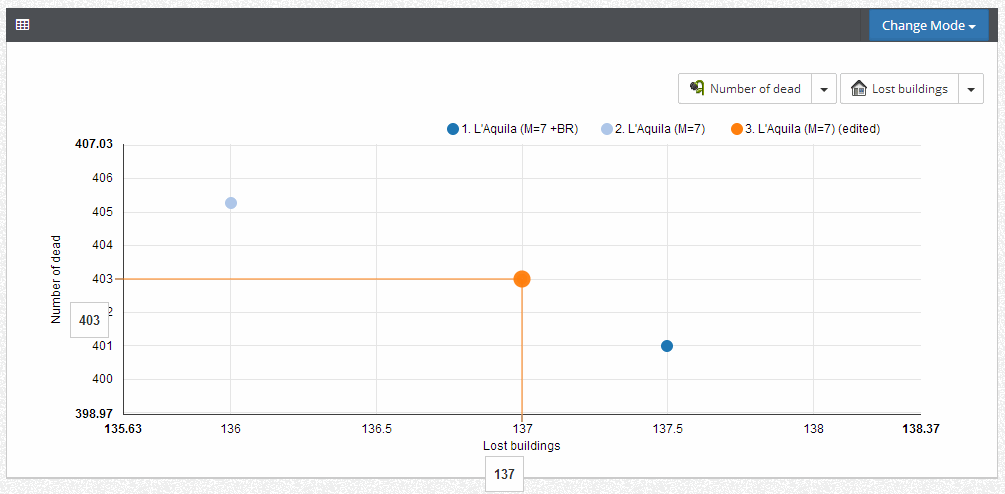 Change Mode
Number of dead
Lost buildings
1. L'Aquila (M=7 +BR)
2. L'Aquila (M=7)
3. L'Aquila (M=7) (edited)
407.03
406
405
404
403
2
401
400
398.97
Number of dead
403
135.63
136
136.5
137
137.5
138
138.37
Lost buildings
137